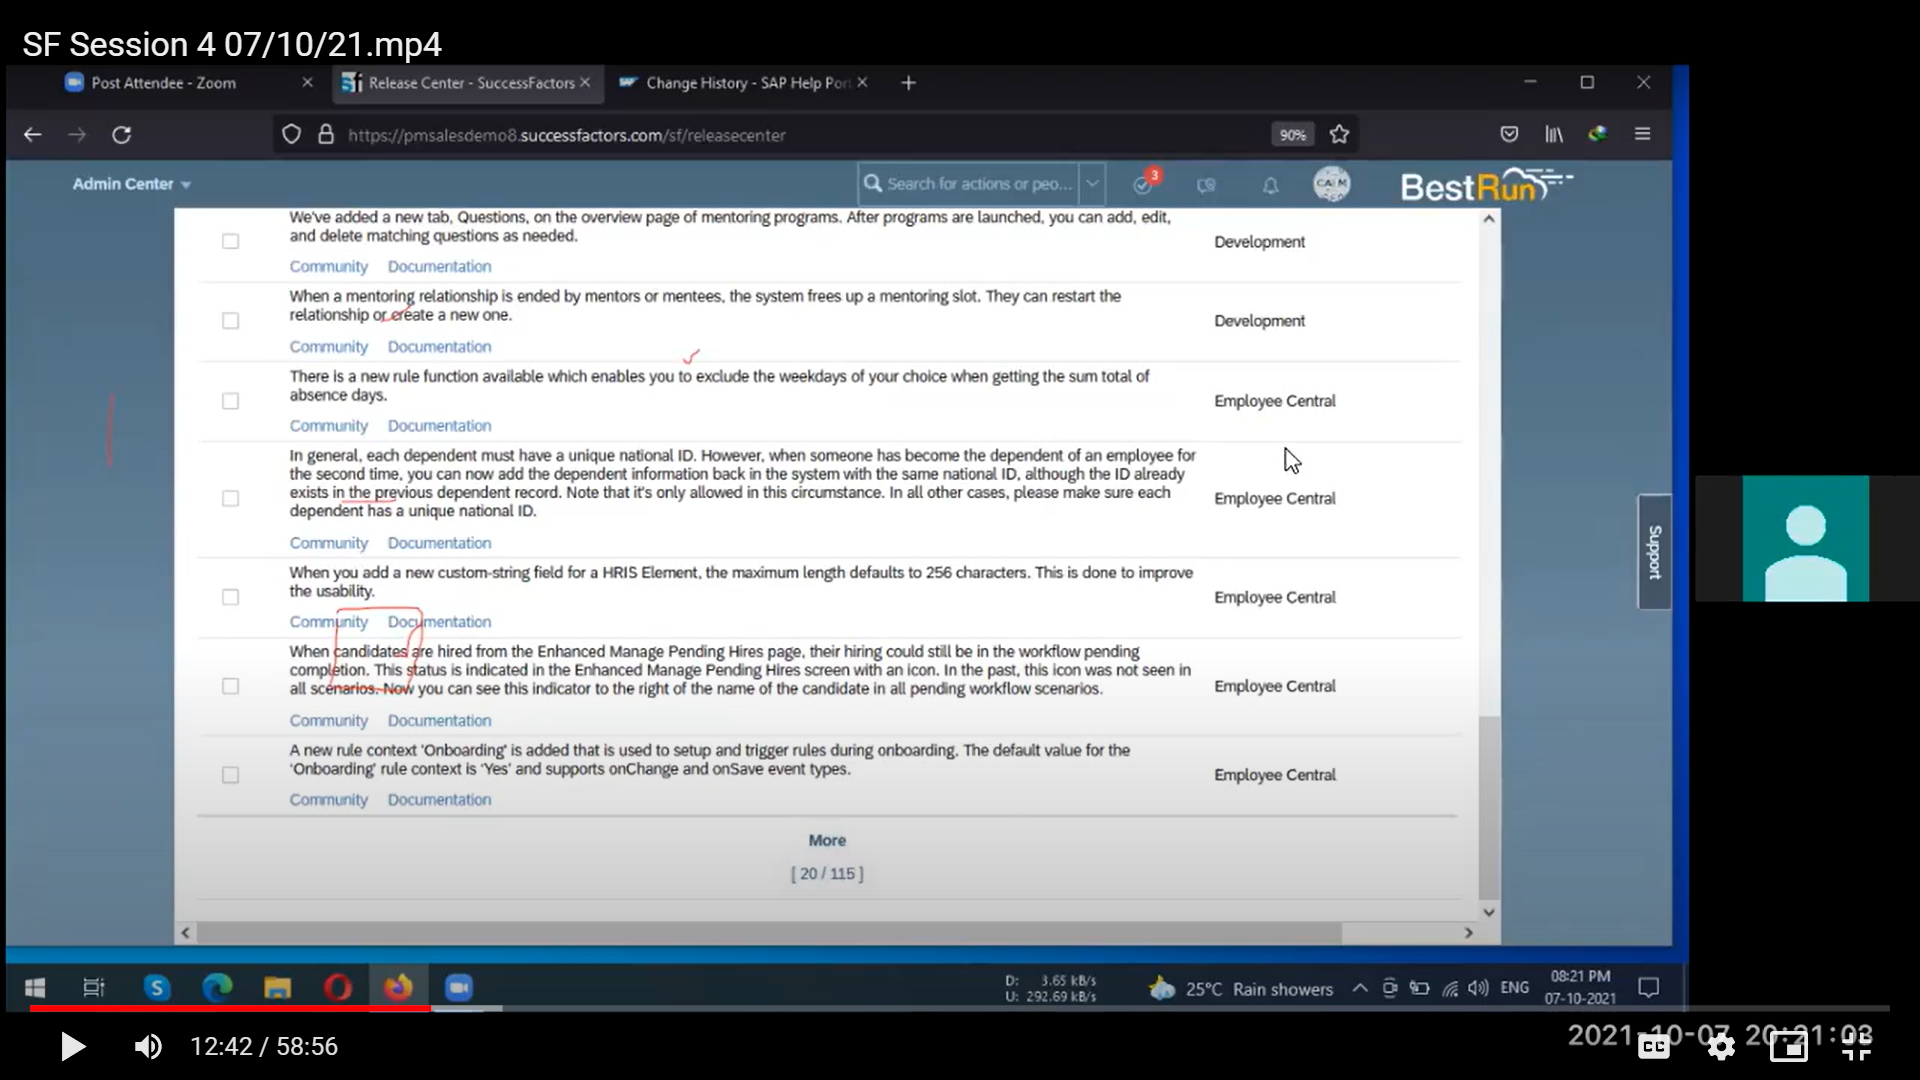 SF Session 4 07/10/21.mp4
Post Attendee - Zoom
Release Center - SuccessFactors
Change History - SAP Help Port
https://pmsalesdemo8.successfactors.com/sf/releasecenter
90%
Admin Center
Search for actions or peo...
3
BestRun
We've added a new tab, Questions, on the overview page of mentoring programs. After programs are launched, you can add, edit,
and delete matching questions as needed.
Development
Community Documentation
When a mentoring relationship is ended by mentors or mentees, the system frees up a mentoring slot. They can restart the
relationship or create a new one.
Development
Community Documentation
There is a new rule function available which enables you to exclude the weekdays of your choice when getting the sum total of
absence days.
Employee Central
Community Documentation
In general, each dependent must have a unique national ID. However, when someone has become the dependent of an employee for
the second time, you can now add the dependent information back in the system with the same national ID, although the ID already
exists in the previous dependent record. Note that it's only allowed in this circumstance. In all other cases, please make sure each
dependent has a unique national ID.
Employee Central
Community Documentation
When you add a new custom-string field for a HRIS Element, the maximum length defaults to 256 characters. This is done to improve
the usability.
Employee Central
Community Documentation
When candidates are hired from the Enhanced Manage Pending Hires page, their hiring could still be in the workflow pending
completion. This status is indicated in the Enhanced Manage Pending Hires screen with an icon. In the past, this icon was not seen in
all scenarios. Now you can see this indicator to the right of the name of the candidate in all pending workflow scenarios.
Employee Central
Community Documentation
A new rule context 'Onboarding' is added that is used to setup and trigger rules during onboarding. The default value for the
'Onboarding' rule context is 'Yes' and supports onChange and onSave event types.
Employee Central
Community Documentation
More
[ 20 / 115 ]
Support
D: 3.65 kB/s
U: 292.69 kB/s
25°C Rain showers
ENG
08:21 PM
07-10-2021
12:42 / 58:56
2021-10-07 20:21:03
CC